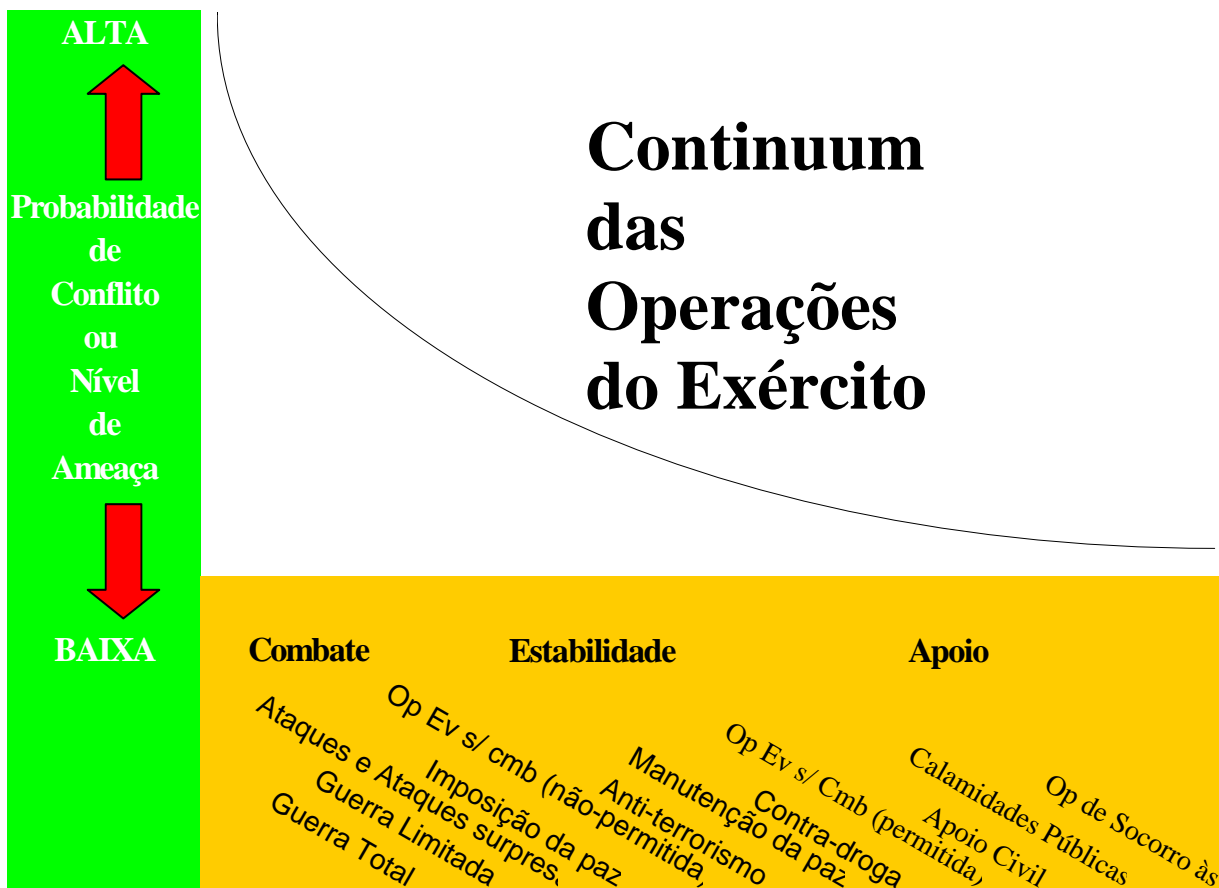 ALTA
Probabilidade
de
Conflito
ou
Nível
de
Ameaça
BAIXA
Continuum
das
Operações
do Exército
Combate
Estabilidade
Apoio
Guerra Total
Guerra Limitada
Ataques e Ataques
Imposição da paz
Op Ev s/ cmb (não-permitida,
Anti-terrorismo
Manutenção da paz
Contra-droga
Op Ev s/ Cmb (permitida)
Apoio Civil
Calamidades Públicas
Op de Socorro às